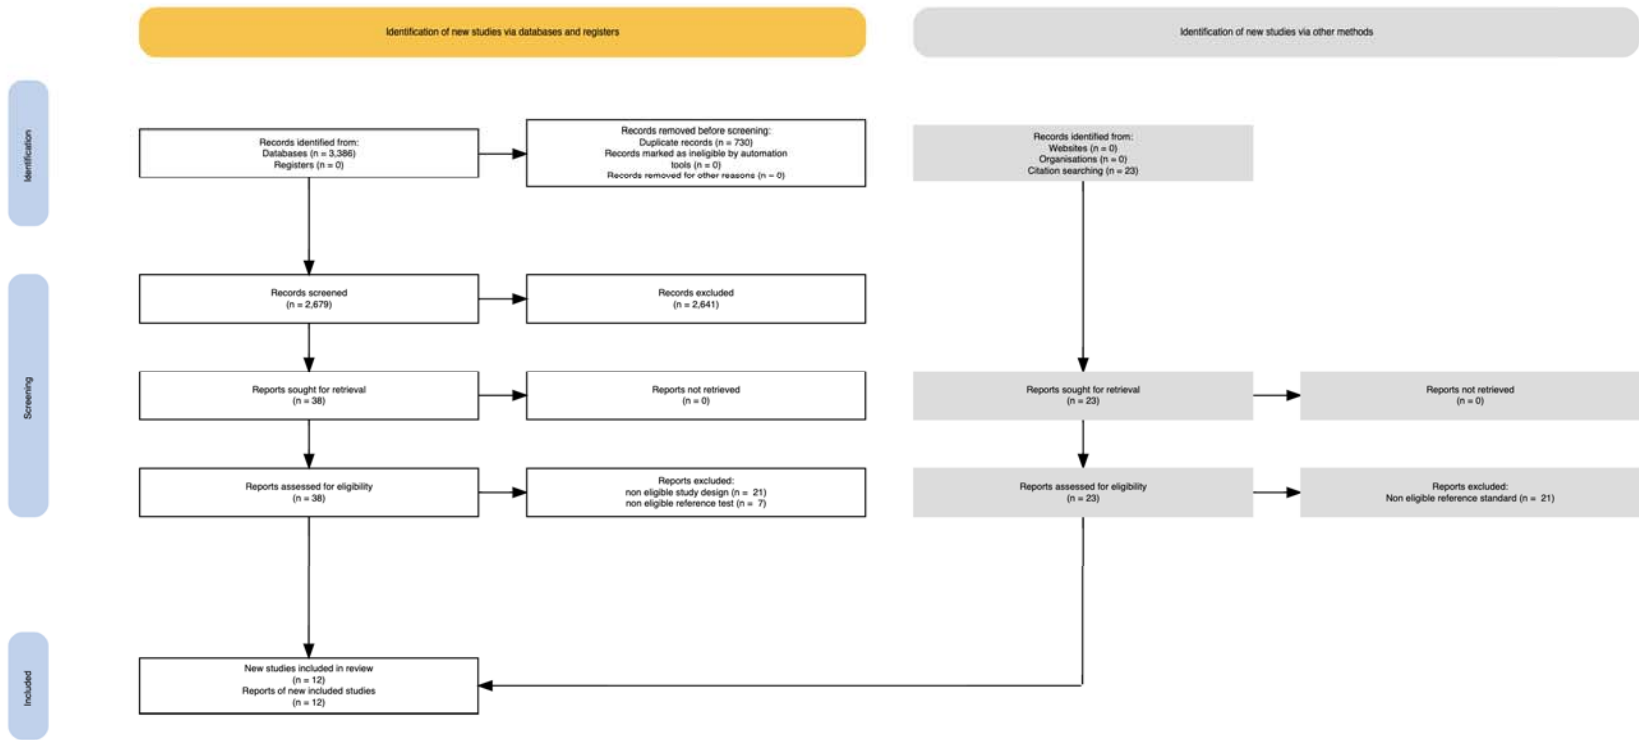 Identification of new studies via databases and registers
Identification of new studies via other methods
Identification
Records identified from:
Databases (n = 3,386)
Registers (n = 0)
Records removed before screening:
Duplicate records (n = 730)
Records marked as ineligible by automation
tools (n = 0)
Records removed for other reasons (n = 0)
Records identified from:
Websites (n = 0)
Organisations (n = 0)
Citation searching (n = 23)
Screening
Records screened
(n = 2,679)
Records excluded
(n = 2,641)
Reports sought for retrieval
(n = 38)
Reports not retrieved
(n = 0)
Reports sought for retrieval
(n = 23)
Reports not retrieved
(n = 0)
Reports assessed for eligibility
(n = 38)
Reports excluded:
non eligible study design (n = 21)
non eligible reference test (n = 7)
Reports assessed for eligibility
(n = 23)
Reports excluded:
Non eligible reference standard (n = 21)
Included
New studies included in review
(n = 12)
Reports of new included studies
(n = 12)